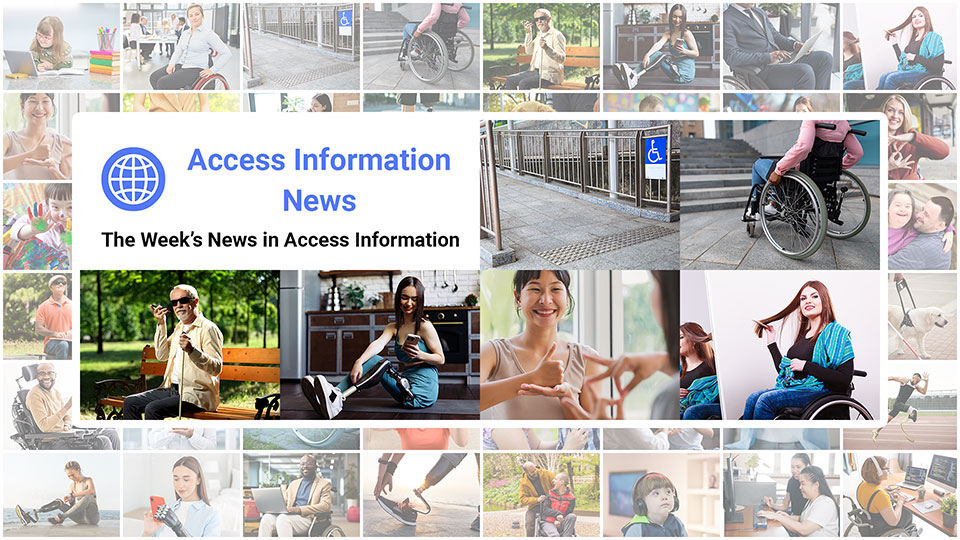 Access Information
News
The Week's News in Access Information